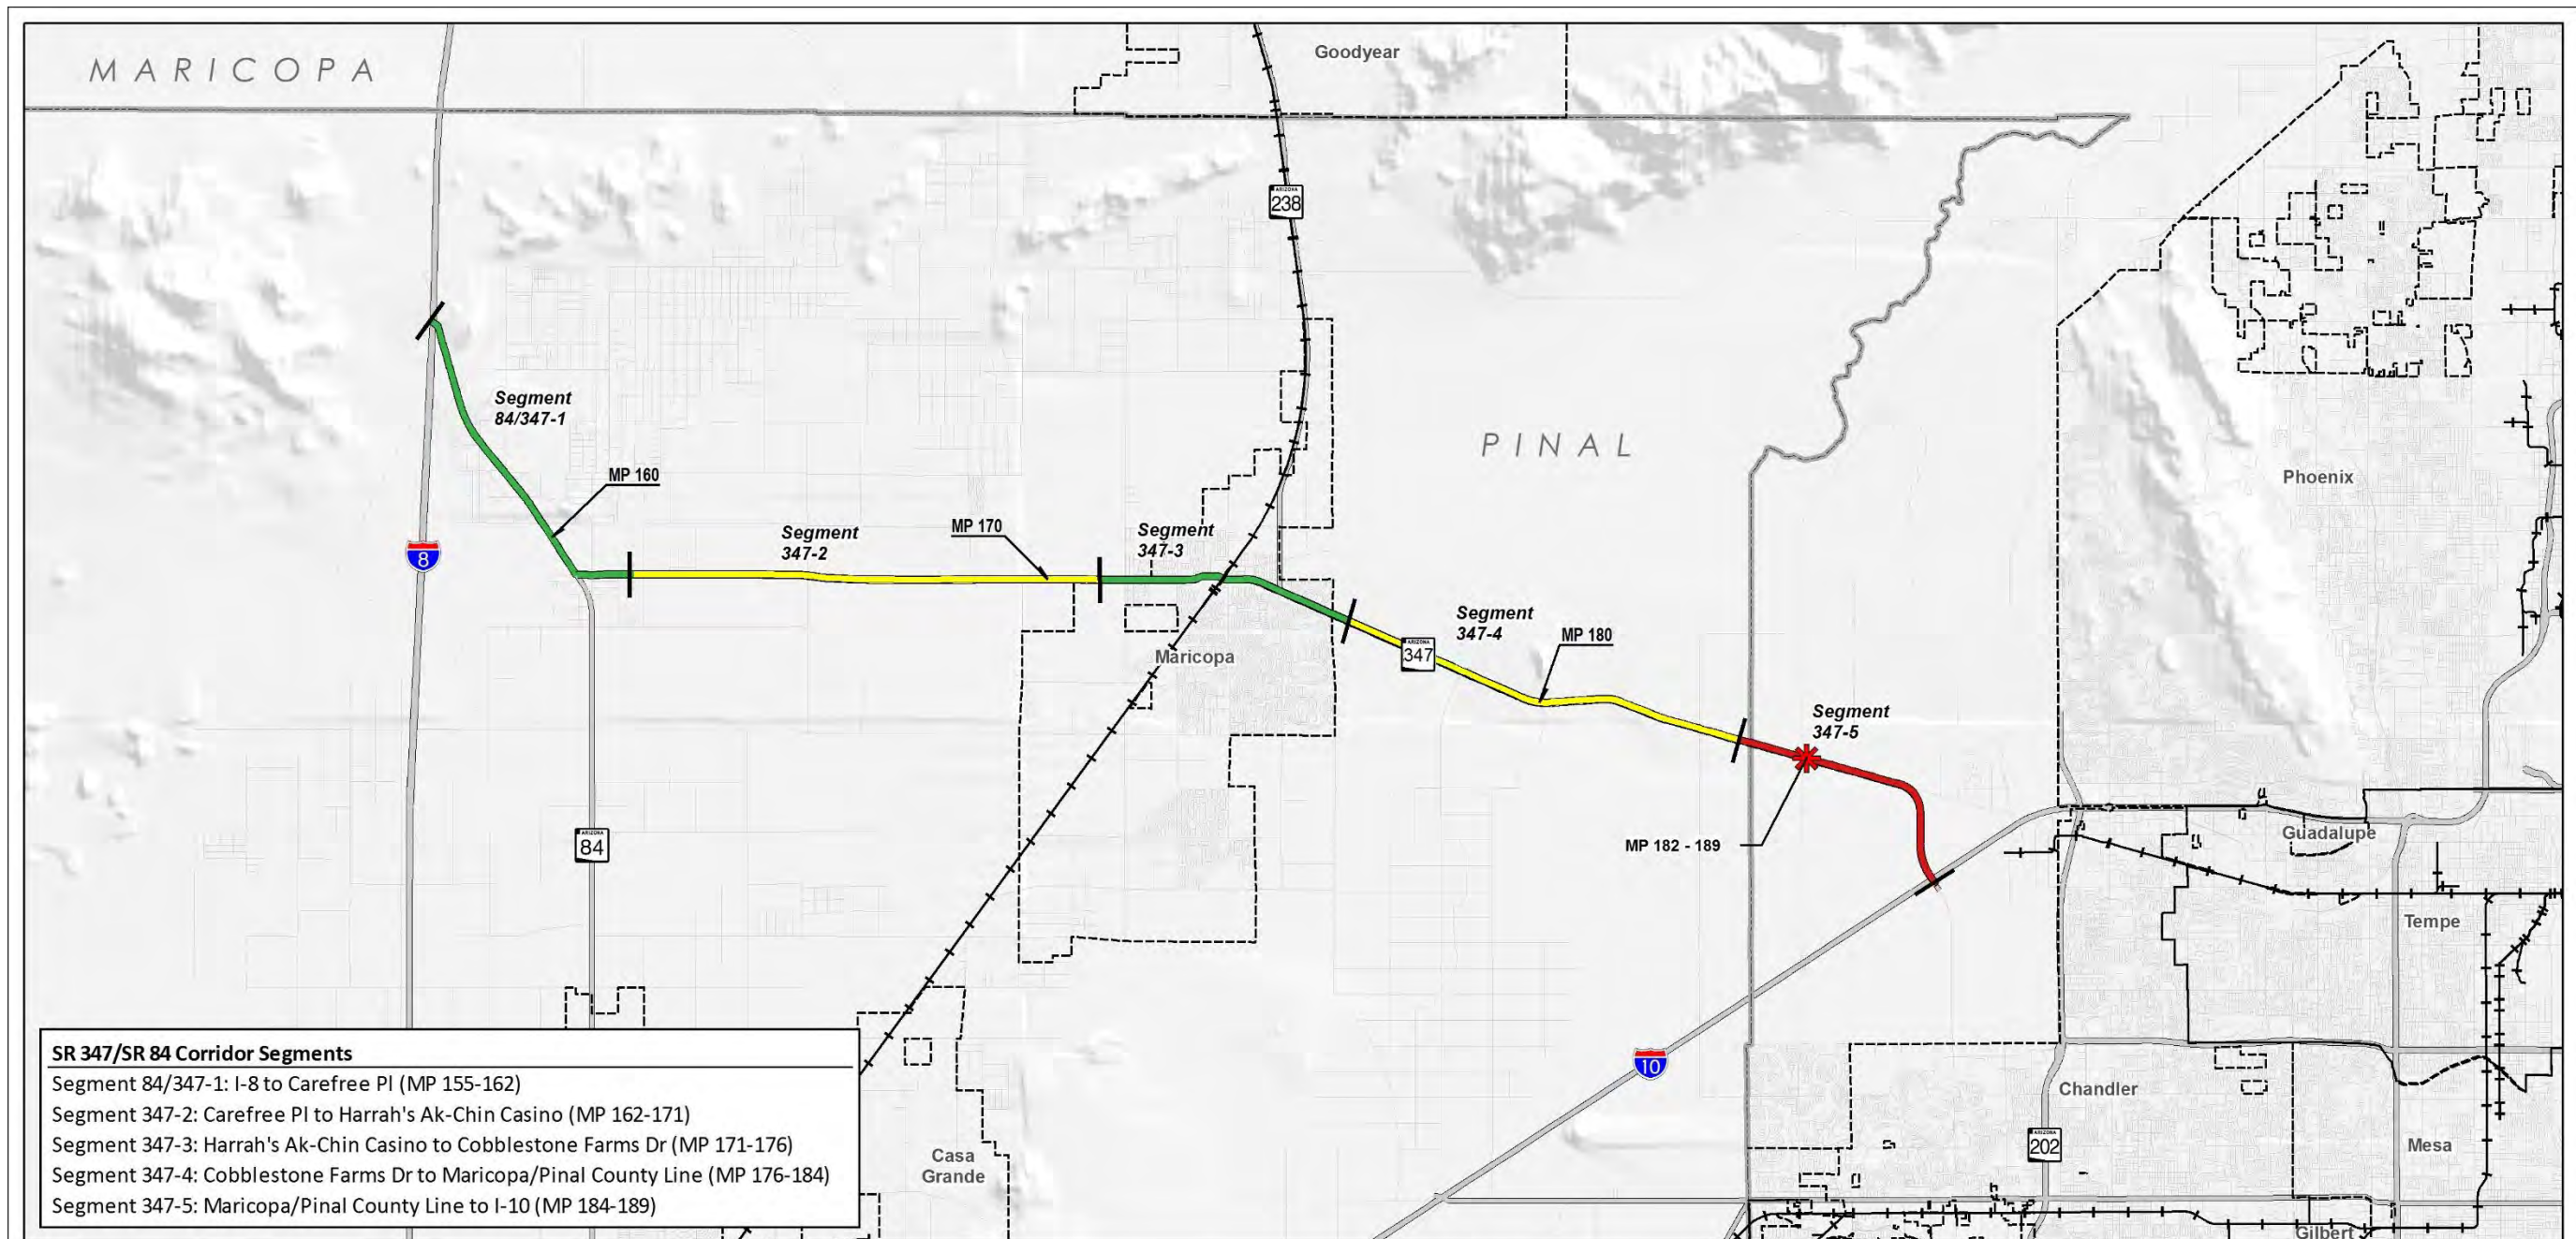 MARICOPA
Goodyear
ARIZONA
238
Segment
84/347-1
MP 160
PINAL
Phoenix
8
Segment
347-2
MP 170
Segment
347-3
Segment
347-4
MP 180
ARIZONA
347
Maricopa
Segment
347-5
MP 182 - 189
ARIZONA
84
Guadalupe
Tempe
10
Chandler
ARIZONA
202
Mesa
Casa
Grande
Gilbert
SR 347/SR 84 Corridor Segments
Segment 84/347-1: I-8 to Carefree Pl (MP 155-162)
Segment 347-2: Carefree Pl to Harrah's Ak-Chin Casino (MP 162-171)
Segment 347-3: Harrah's Ak-Chin Casino to Cobblestone Farms Dr (MP 171-176)
Segment 347-4: Cobblestone Farms Dr to Maricopa/Pinal County Line (MP 176-184)
Segment 347-5: Maricopa/Pinal County Line to I-10 (MP 184-189)